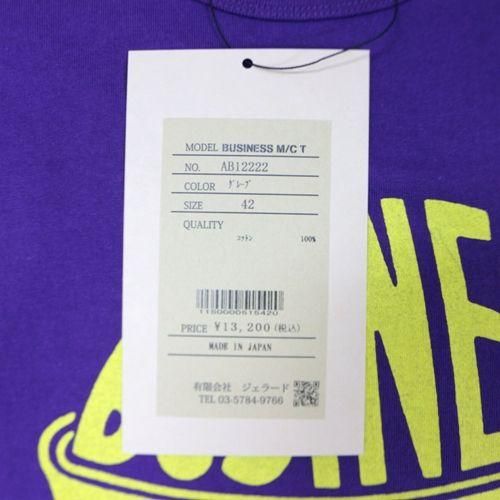 MODEL BUSINESS M/C T
NO. AB12222
COLOR グレープ
SIZE 42
QUALITY
コットン 100%
1150000515420
PRICE ¥13,200(税込)
MADE IN JAPAN
有限会社 ジェラード
TEL 03-5784-9766
BUSINE